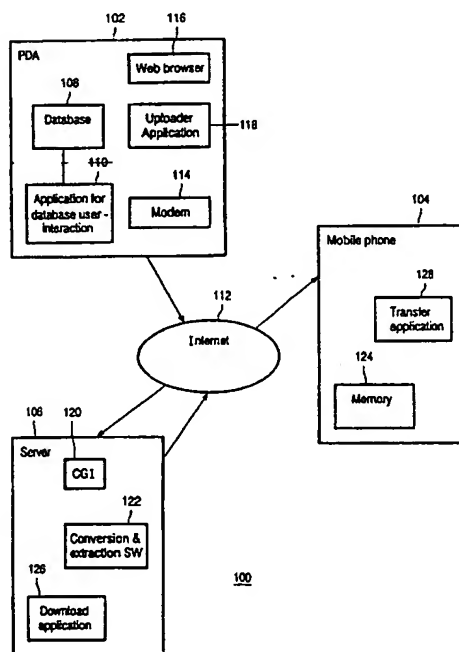 102
116
PDA
Web browser
108
Database
Uploader
Application
118
110
114
Application for
database user -
interaction
Modem
104
Mobile phone
112
128
Internet
Transfer
application
124
Memory
106
120
Server
CGI
122
Conversion &
extraction SW
126
100
Download
application